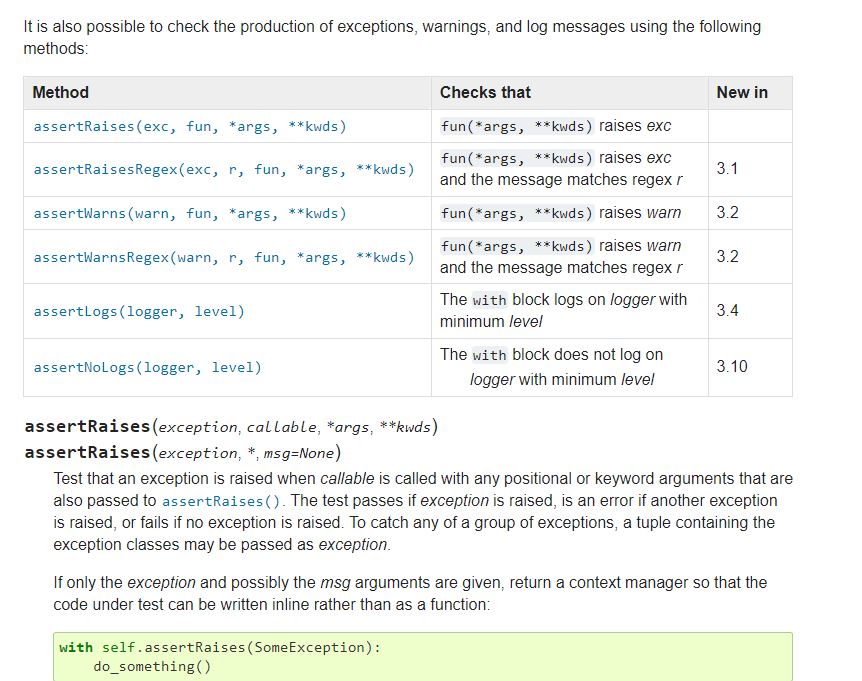 It is also possible to check the production of exceptions, warnings, and log messages using the following
methods:
Method Checks that New in
assertRaises(exc, fun, *args, **kwds) fun(*args, **kwds) raises exc
assertRaisesRegex(exc, r, fun, *args, **kwds) fun(*args, **kwds) raises exc
and the message matches regex r 3.1
assertWarns(warn, fun, *args, **kwds) fun(*args, **kwds) raises warn 3.2
assertWarnsRegex(warn, r, fun, *args, **kwds) fun(*args, **kwds) raises warn
and the message matches regex r 3.2
assertLogs(logger, level) The with block logs on logger with
minimum level 3.4
assertNoLogs(logger, level) The with block does not log on
logger with minimum level 3.10
assertRaises(exception, callable, *args, **kwds)
assertRaises(exception, *, msg=None)
Test that an exception is raised when callable is called with any positional or keyword arguments that are
also passed to assertRaises(). The test passes if exception is raised, is an error if another exception
is raised, or fails if no exception is raised. To catch any of a group of exceptions, a tuple containing the
exception classes may be passed as exception.
If only the exception and possibly the msg arguments are given, return a context manager so that the
code under test can be written inline rather than as a function:
with self.assertRaises(SomeException):
    do_something()